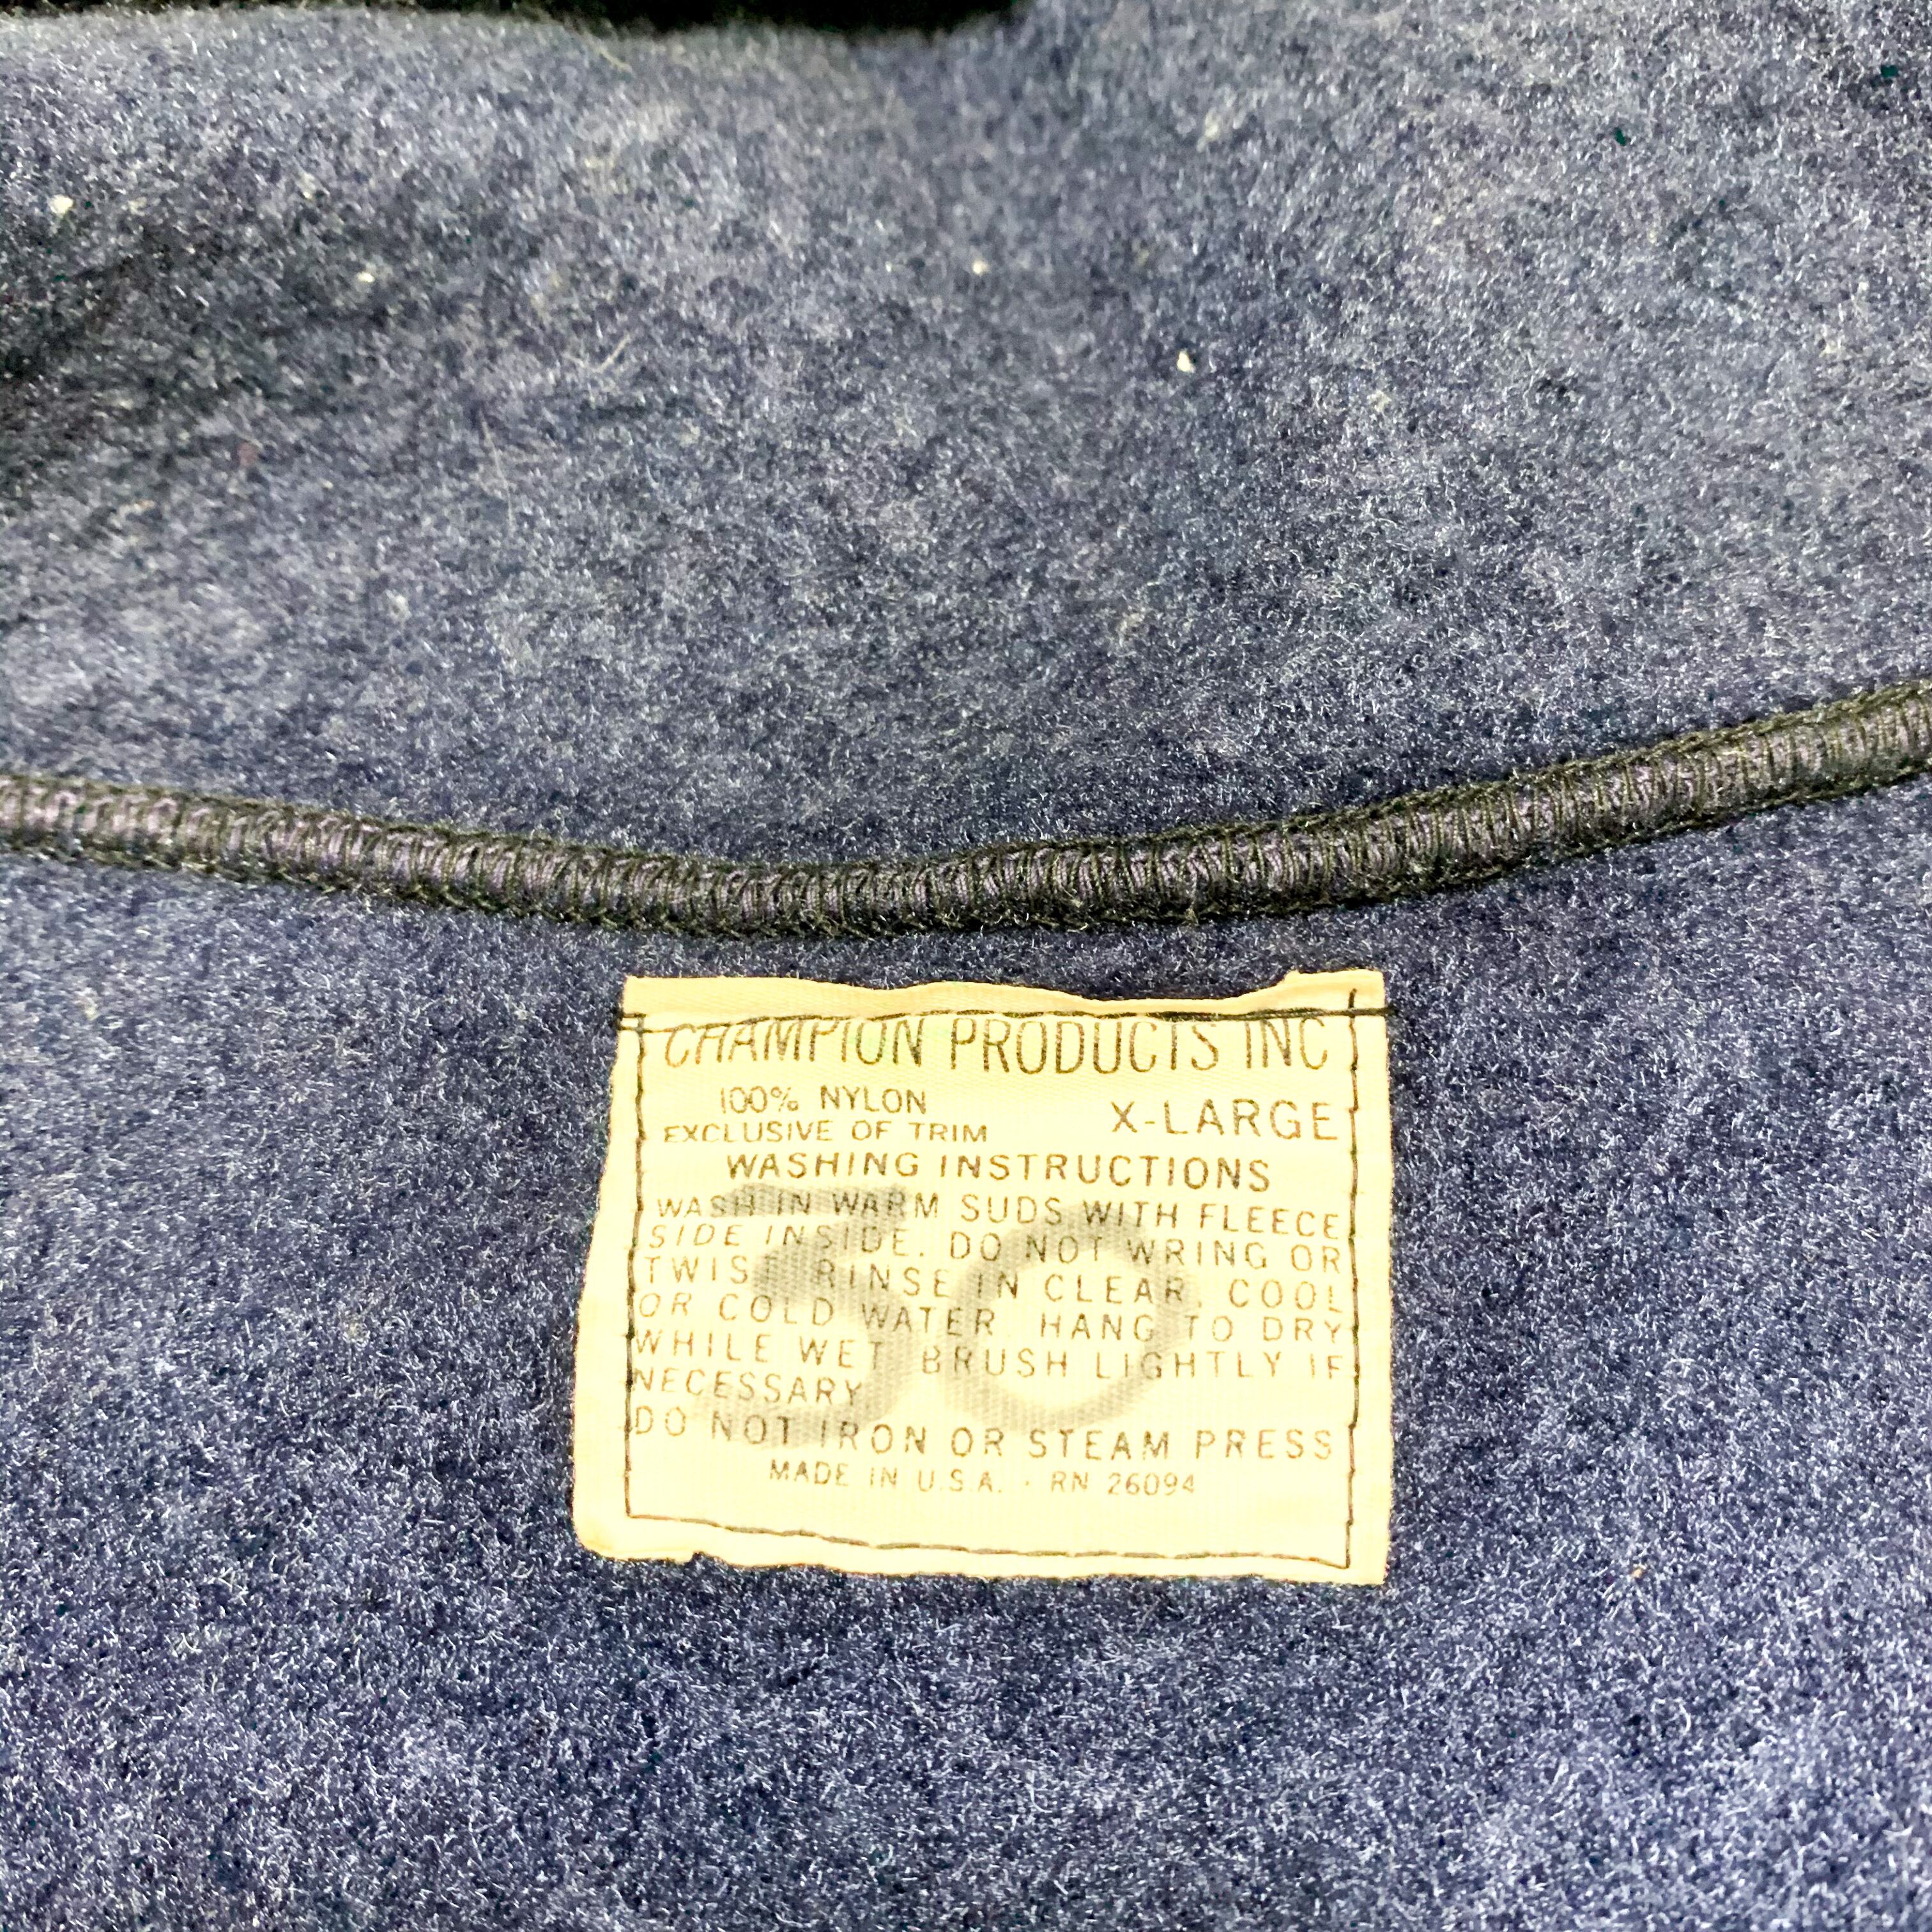 CHAMPION PRODUCTS INC
100% NYLON
EXCLUSIVE OF TRIM
X-LARGE
WASHING INSTRUCTIONS
WASH IN WARM SUDS WITH FLEECE
SIDE INSIDE. DO NOT WRING OR
TWIST RINSE IN CLEAR, COOL
OR COLD WATER. HANG TO DRY
WHILE WET BRUSH LIGHTLY IF
NECESSARY
DO NOT IRON OR STEAM PRESS
MADE IN U.S.A. · RN 26094
50